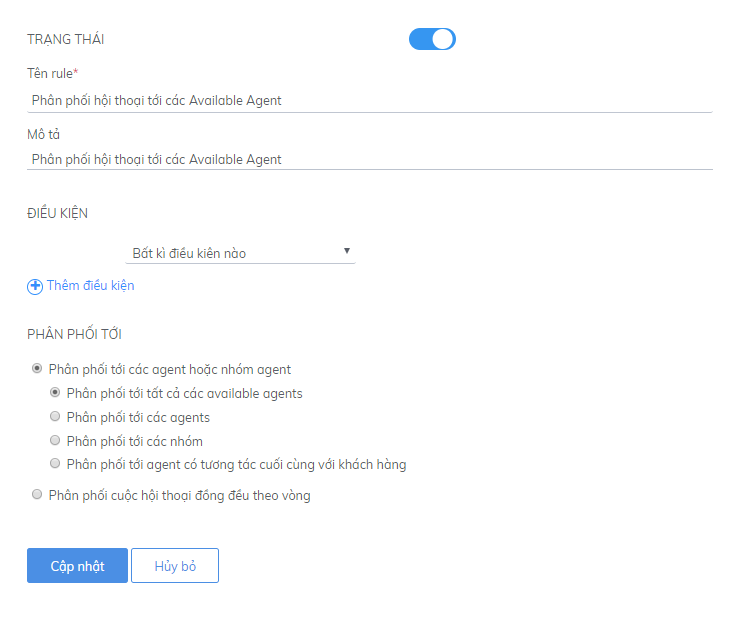 TRẠNG THÁI
Tên rule*
Phân phối hội thoại tới các Available Agent
Mô tả
Phân phối hội thoại tới các Available Agent
ĐIỀU KIỆN
Bất kì điều kiên nào
Thêm điều kiện
PHÂN PHỐI TỚI
Phân phối tới các agent hoặc nhóm agent
Phân phối tới tất cả các available agents
Phân phối tới các agents
Phân phối tới các nhóm
Phân phối tới agent có tương tác cuối cùng với khách hàng
Phân phối cuộc hội thoại đồng đều theo vòng
Cập nhật Hủy bỏ